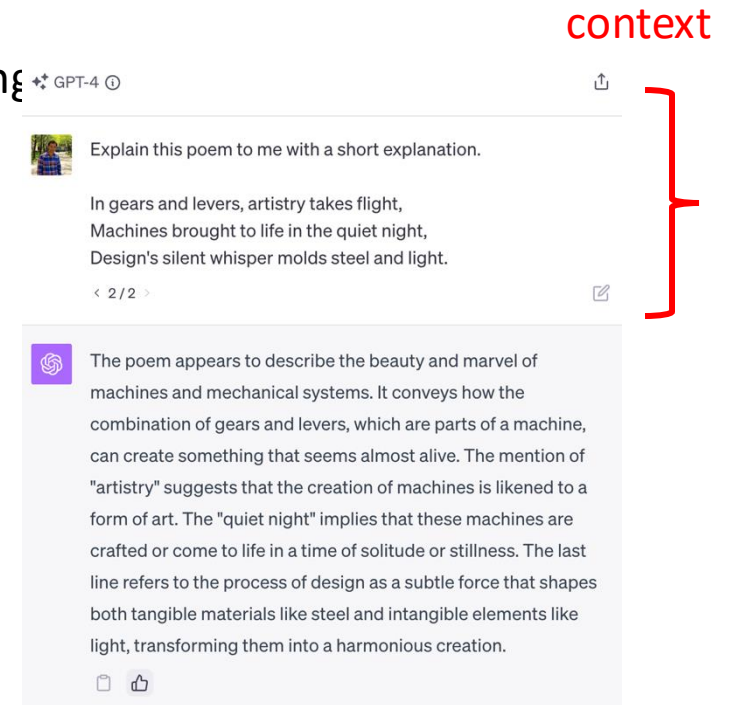 context
ng
GPT-4
Explain this poem to me with a short explanation.
In gears and levers, artistry takes flight,
Machines brought to life in the quiet night,
Design's silent whisper molds steel and light.
< 2 / 2 >
The poem appears to describe the beauty and marvel of
machines and mechanical systems. It conveys how the
combination of gears and levers, which are parts of a machine,
can create something that seems almost alive. The mention of
"artistry" suggests that the creation of machines is likened to a
form of art. The "quiet night" implies that these machines are
crafted or come to life in a time of solitude or stillness. The last
line refers to the process of design as a subtle force that shapes
both tangible materials like steel and intangible elements like
light, transforming them into a harmonious creation.